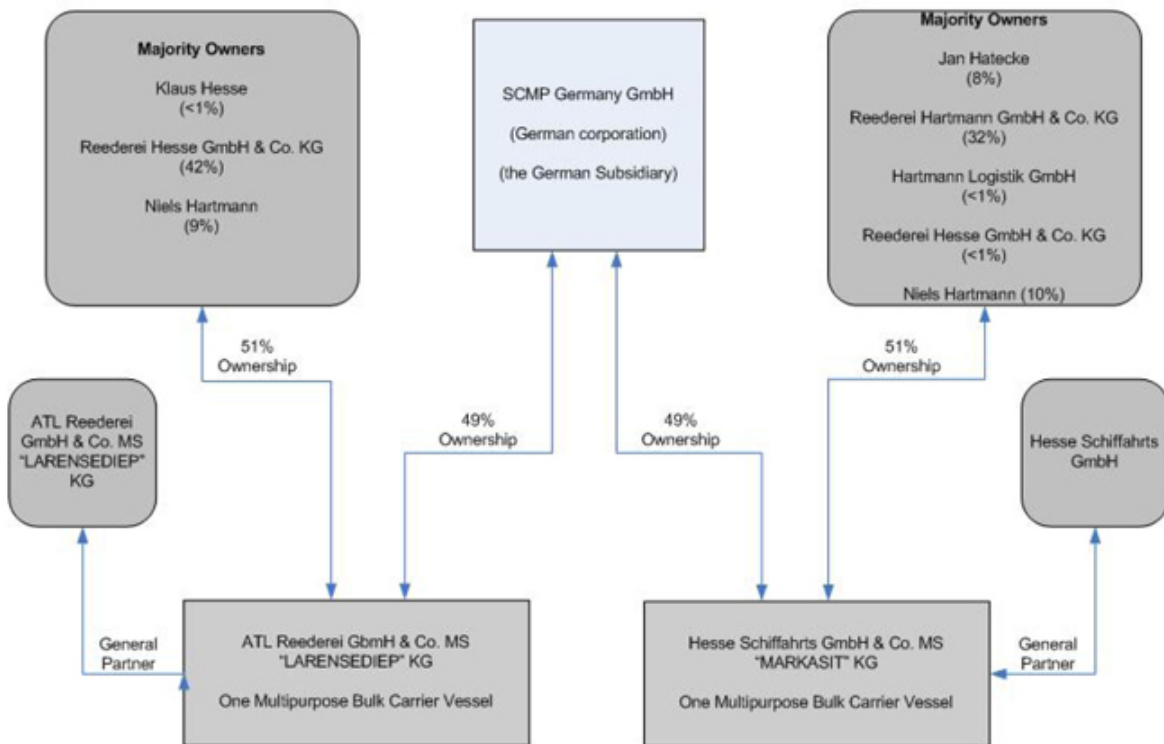 Majority Owners
Klaus Hesse
(<1%)
Reederei Hesse GmbH & Co. KG
(42%)
Niels Hartmann
(9%)
SCMP Germany GmbH
(German corporation)
(the German Subsidiary)
Majority Owners
Jan Hatecke
(8%)
Reederei Hartmann GmbH & Co. KG
(32%)
Hartmann Logistik GmbH
(<1%)
Reederei Hesse GmbH & Co. KG
(<1%)
Niels Hartmann (10%)
51%
Ownership
49%
Ownership
49%
Ownership
51%
Ownership
ATL Reederei
GmbH & Co. MS
“LARENSEDIEP”
KG
Hesse Schiffahrts
GmbH
General
Partner
ATL Reederei GbmH & Co. MS
“LARENSEDIEP” KG
One Multipurpose Bulk Carrier Vessel
Hesse Schiffahrts GmbH & Co. MS
“MARKASIT” KG
One Multipurpose Bulk Carrier Vessel
General
Partner